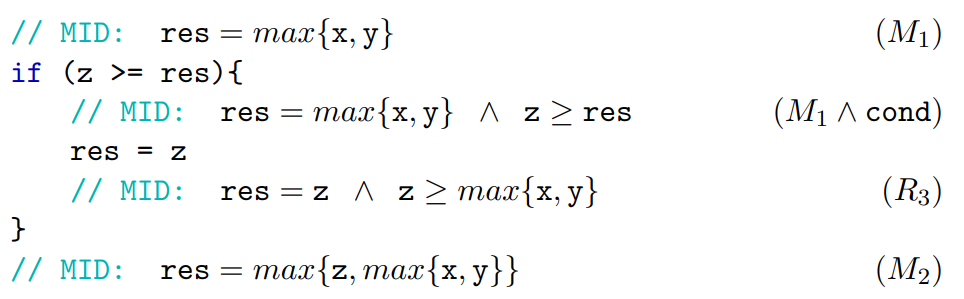 // MID: res = max{x, y} (M₁)
if (z >= res){
// MID: res = max{x, y} ∧ z ≥ res (M₁ ∧ cond)
res = z
// MID: res = z ∧ z ≥ max{x, y} (R₃)
}
// MID: res = max{z, max{x, y}} (M₂)